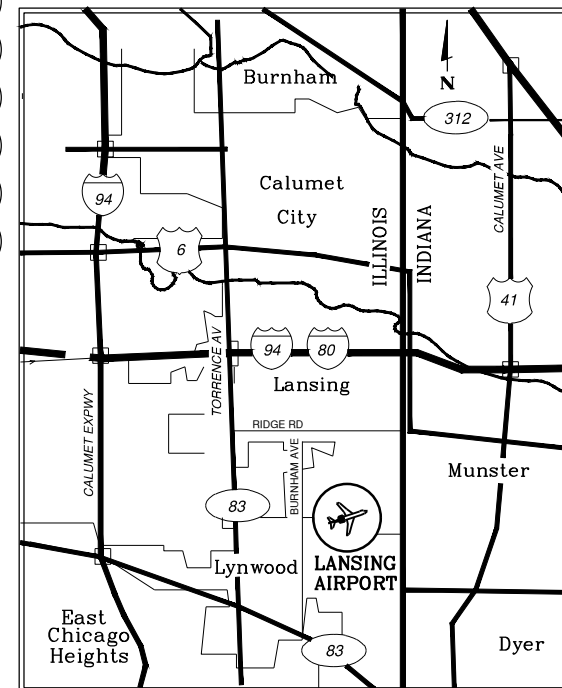 Burnham
N
312
Calumet
City
94
CALUMET AVE
ILLINOIS
INDIANA
6
41
TORRENCE AV
94
80
Lansing
CALUMET EXPWY
RIDGE RD
BURNHAM AVE
Munster
83
LANSING
AIRPORT
Lynwood
East
Chicago
Heights
83
Dyer